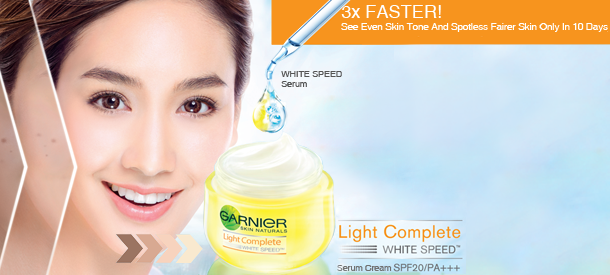 3x FASTER!
See Even Skin Tone And Spotless Fairer Skin Only In 10 Days
WHITE SPEED
Serum
GARNIER
SKIN NATURALS
Light Complete
WHITE SPEED™
Light Complete
WHITE SPEED™
Serum Cream SPF20/PA+++